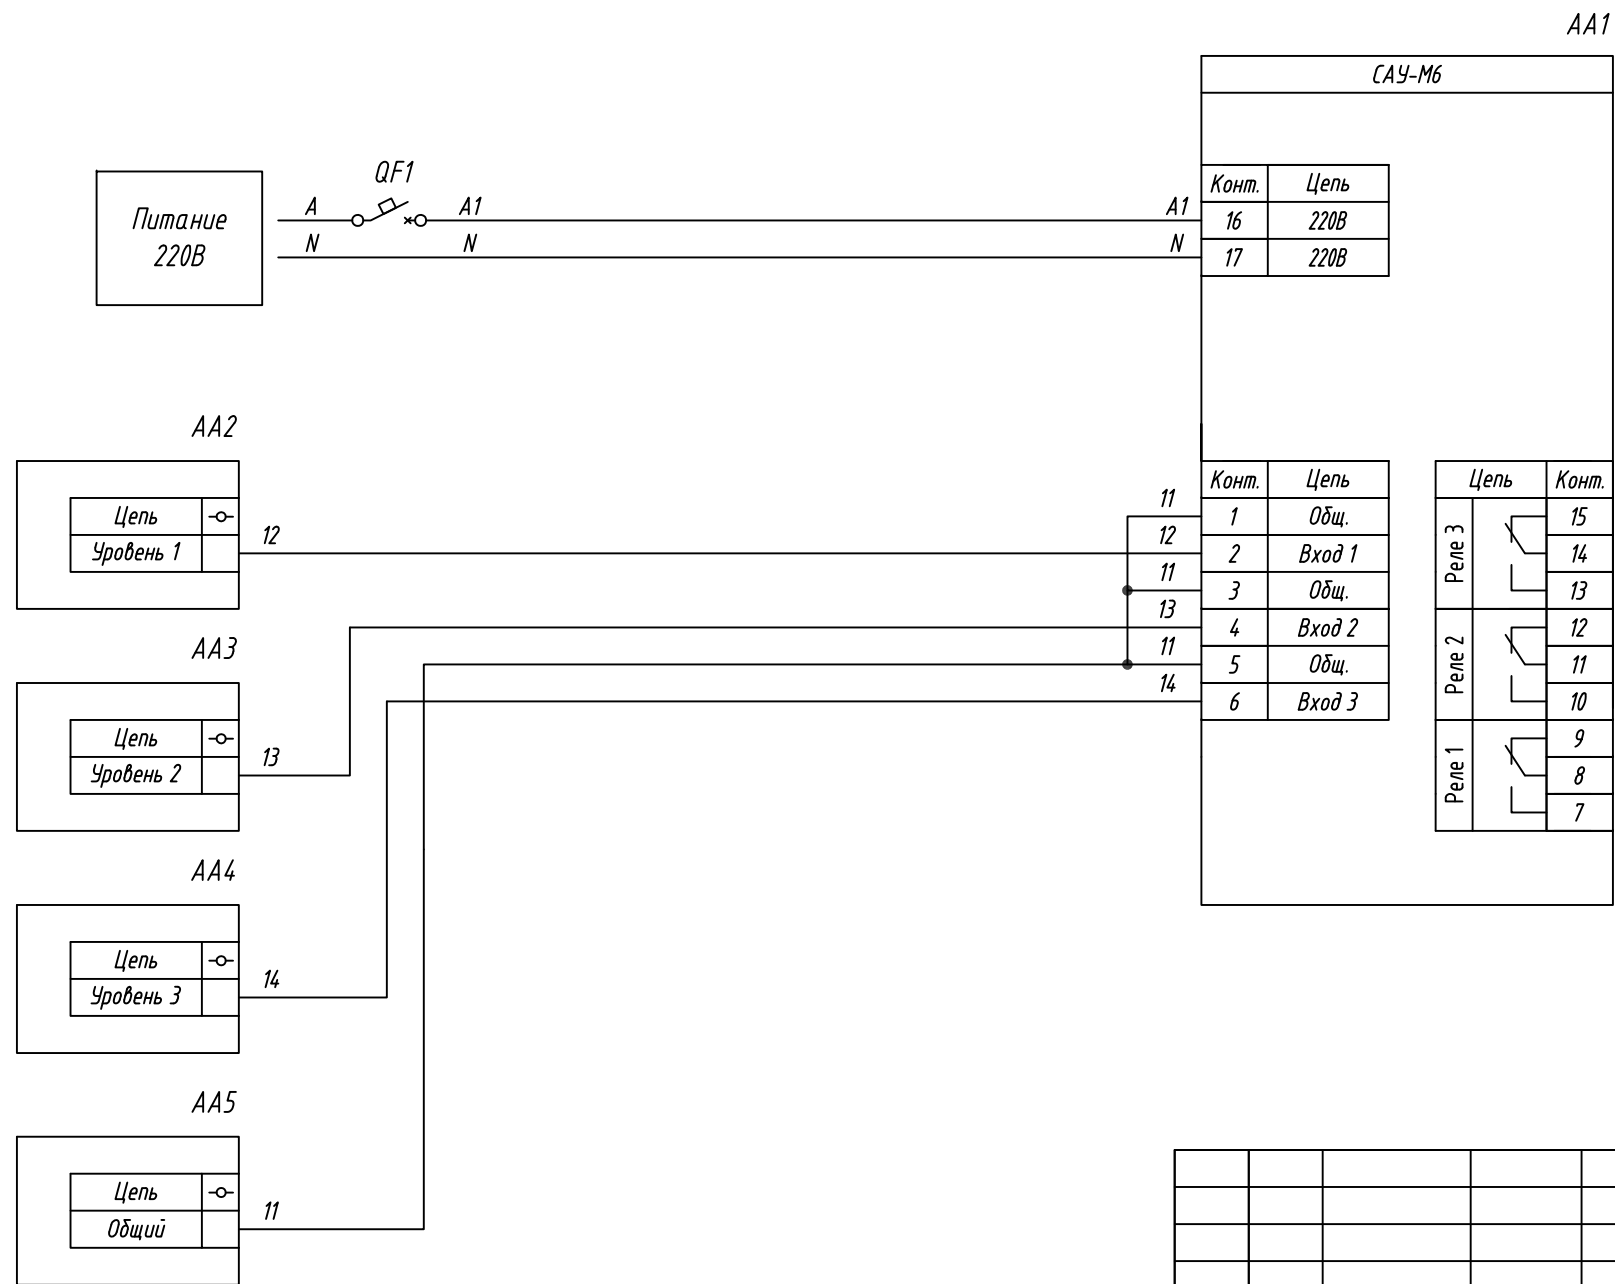 AA1
САУ-М6
QF1
Питание
220В
A
A1
A1
N
N
N
Конт.
Цепь
16
220В
17
220В
AA2
Цепь
Уровень 1
12
AA3
Цепь
Уровень 2
13
AA4
Цепь
Уровень 3
14
AA5
Цепь
Общий
11
11
12
11
13
11
14
Конт.
Цепь
1
Общ.
2
Вход 1
3
Общ.
4
Вход 2
5
Общ.
6
Вход 3
Цепь
Конт.
Реле 3
15
14
13
Реле 2
12
11
10
Реле 1
9
8
7